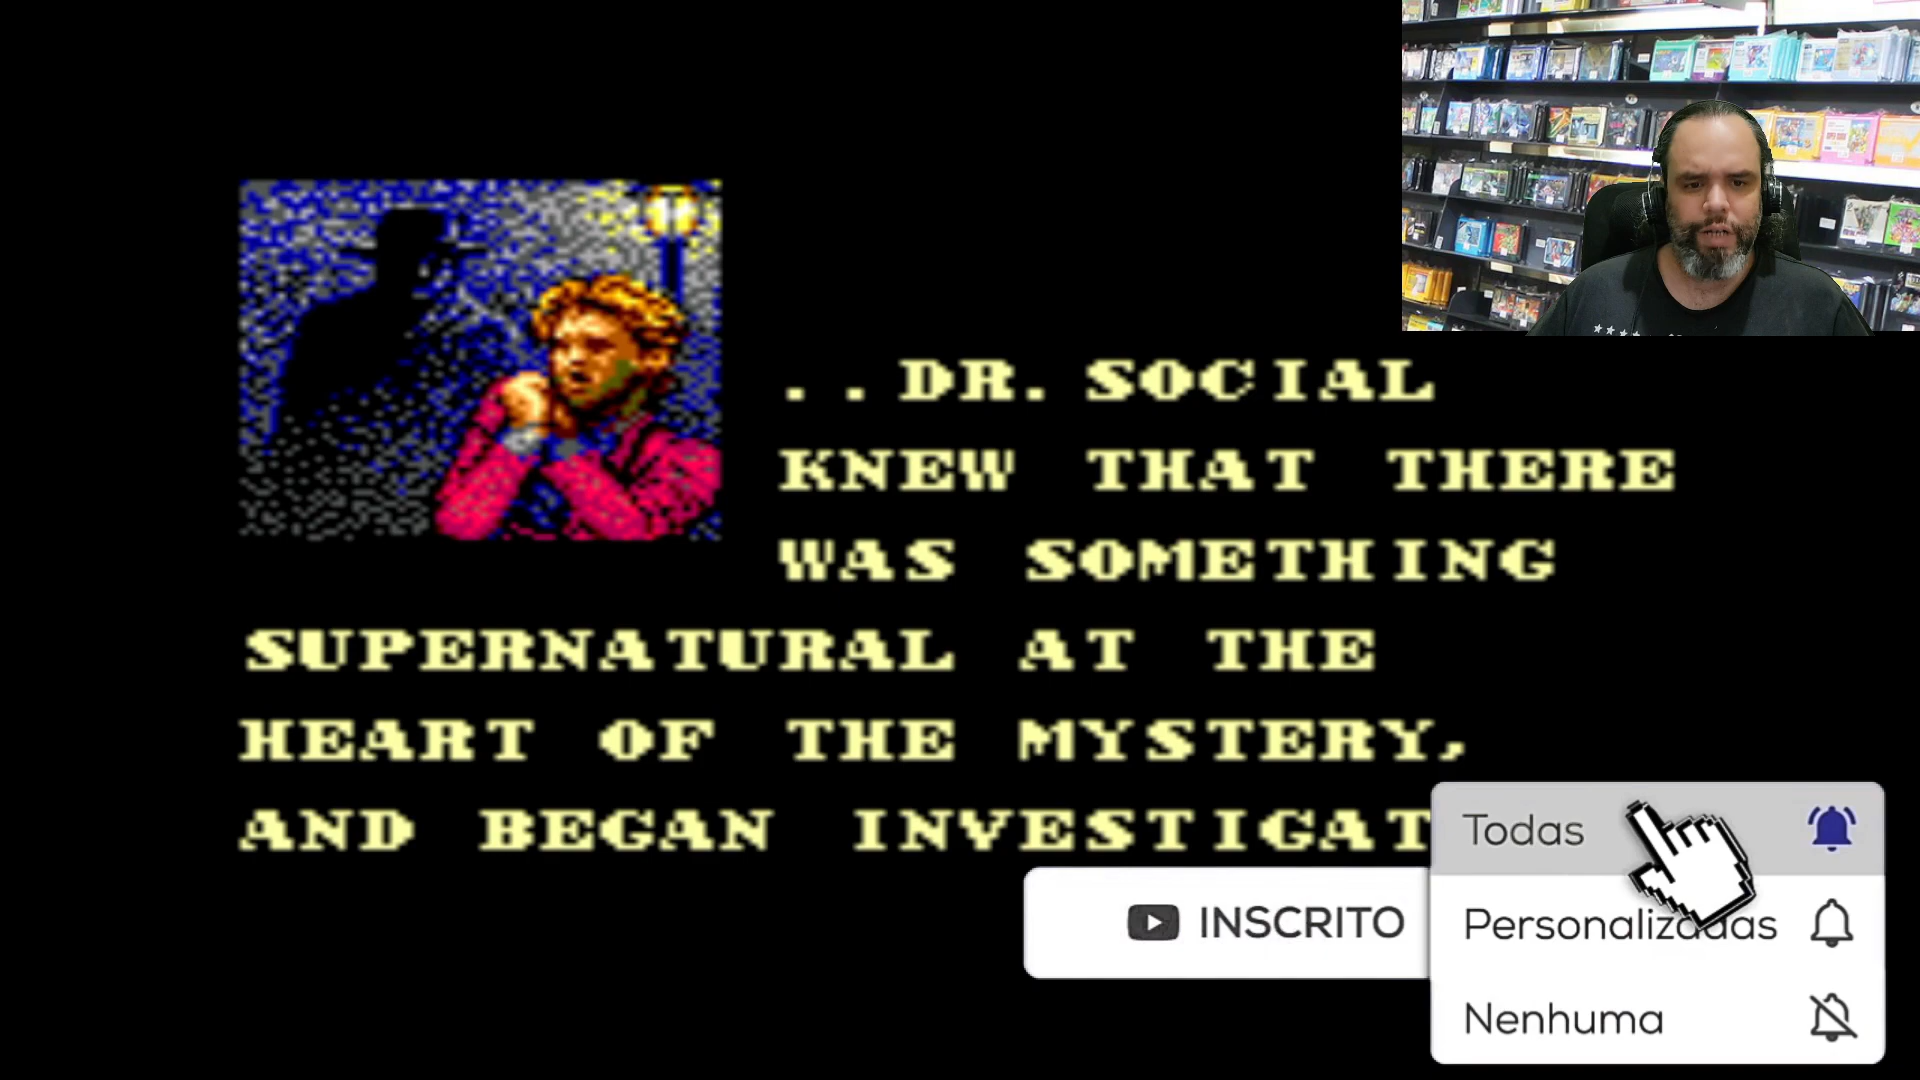 ..DR. SOCIAL
KNEW THAT THERE
WAS SOMETHING
SUPERNATURAL AT THE
HEART OF THE MYSTERY,
AND BEGAN INVESTIGAT
INSCRITO
Todas
Personalizadas
Nenhuma